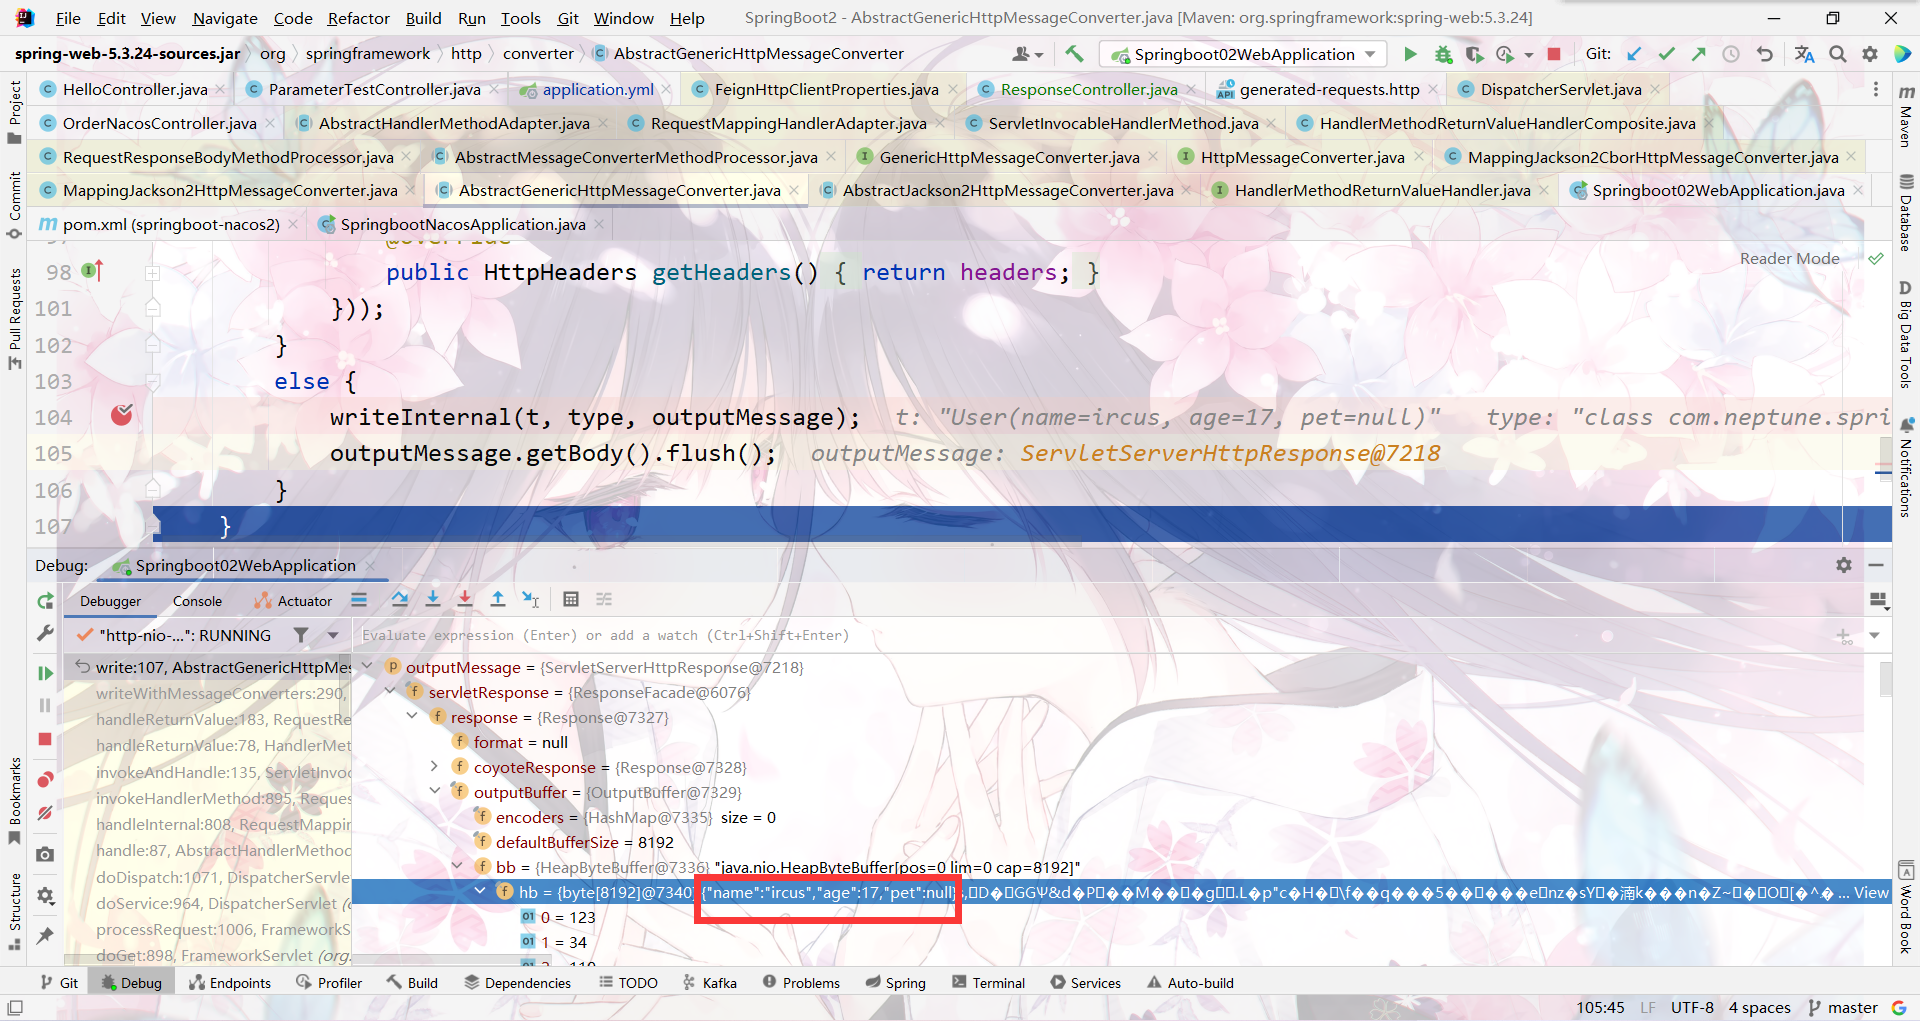 File Edit View Navigate Code Refactor Build Run Tools Git Window Help SpringBoot2 - AbstractGenericHttpMessageConverter.java [Maven: org.springframework:spring-web:5.3.24]
spring-web-5.3.24-sources.jar org springframework http converter AbstractGenericHttpMessageConverter Springboot02WebApplication Git:
HelloController.java ParameterTestController.java application.yml FeignHttpClientProperties.java ResponseController.java generated-requests.http DispatcherServlet.java
OrderNacosController.java AbstractHandlerMethodAdapter.java RequestMappingHandlerAdapter.java ServletInvocableHandlerMethod.java HandlerMethodReturnValueHandlerComposite.java
RequestResponseBodyMethodProcessor.java AbstractMessageConverterMethodProcessor.java GenericHttpMessageConverter.java HttpMessageConverter.java MappingJackson2CborHttpMessageConverter.java
MappingJackson2HttpMessageConverter.java AbstractGenericHttpMessageConverter.java AbstractJackson2HttpMessageConverter.java HandlerMethodReturnValueHandler.java Springboot02WebApplication.java
pom.xml (springboot-nacos2) SpringbootNacosApplication.java
Project
Commit
Pull Requests
Bookmarks
Structure
Maven
Database
Big Data Tools
Notifications
Word Book
Reader Mode
97 @Override
98 public HttpHeaders getHeaders() { return headers; }
101 }));
102 }
103 else {
104 writeInternal(t, type, outputMessage); t: "User(name=ircus, age=17, pet=null)" type: "class com.neptune.spri
105 outputMessage.getBody().flush(); outputMessage: ServletServerHttpResponse@7218
106 }
107 }
Debug: Springboot02WebApplication
Debugger Console Actuator
"http-nio-...": RUNNING
Evaluate expression (Enter) or add a watch (Ctrl+Shift+Enter)
write:107, AbstractGenericHttpMes
writeWithMessageConverters:290,
handleReturnValue:183, RequestRe
handleReturnValue:78, HandlerMet
invokeAndHandle:135, ServletInvoc
invokeHandlerMethod:895, Reques
handleInternal:808, RequestMappin
handle:87, AbstractHandlerMethod
doDispatch:1071, DispatcherServle
doService:964, DispatcherServlet (o
processRequest:1006, FrameworkS
doGet:898, FrameworkServlet (org.
outputMessage = {ServletServerHttpResponse@7218}
servletResponse = {ResponseFacade@6076}
response = {Response@7327}
format = null
coyoteResponse = {Response@7328}
outputBuffer = {OutputBuffer@7329}
encoders = {HashMap@7335} size = 0
defaultBufferSize = 8192
bb = {HeapByteBuffer@7336} "java.nio.HeapByteBuffer[pos=0 lim=0 cap=8192]"
hb = {byte[8192]@7340} {"name":"ircus","age":17,"pet":null} ... View
0 = 123
1 = 34
2 = 110
Git Debug Endpoints Profiler Build Dependencies TODO Kafka Problems Spring Terminal Services Auto-build
105:45 LF UTF-8 4 spaces master